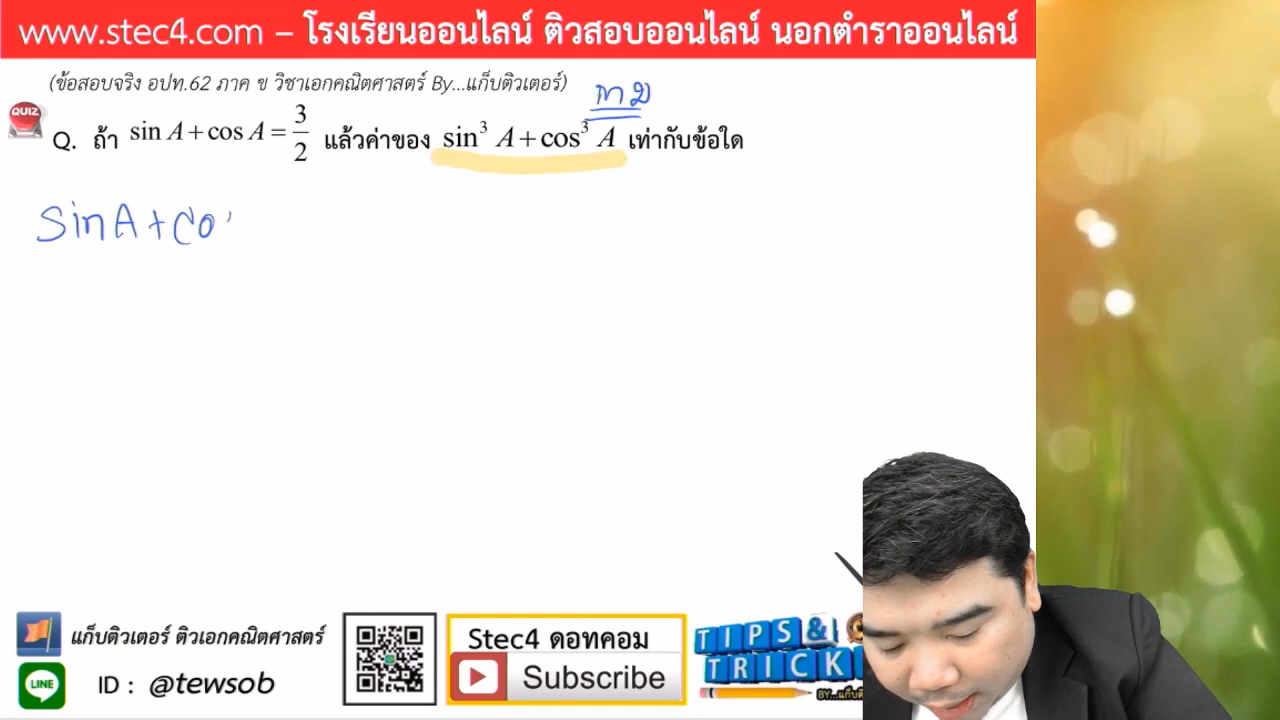 www.stec4.com – โรงเรียนออนไลน์ ติวสอบออนไลน์ นอกตำราออนไลน์
(ข้อสอบจริง อปท.62 ภาค ข วิชาเอกคณิตศาสตร์ By...แก็บติวเตอร์)
QUIZ
Q. ถ้า sin A + cos A = 3/2 แล้วค่าของ sin³ A + cos³ A เท่ากับข้อใด
sin A + co
แก็บติวเตอร์ ติวเอกคณิตศาสตร์
LINE
ID : @tewsob
Stec4 ดอทคอม
Subscribe
TIPS &
TRICK